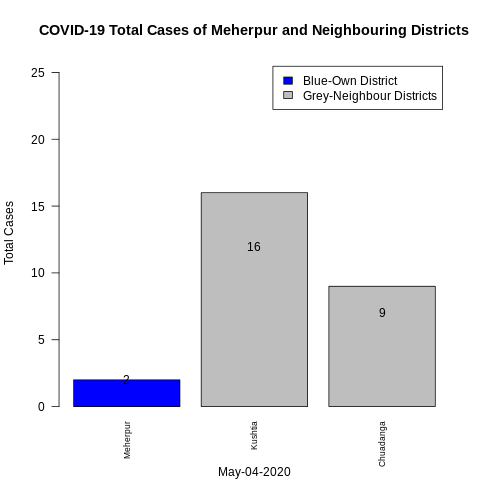 COVID-19 Total Cases of Meherpur and Neighbouring Districts
Blue-Own District
Grey-Neighbour Districts
Total Cases
25
20
15
10
5
0
2
16
9
Meherpur
Kushtia
Chuadanga
May-04-2020